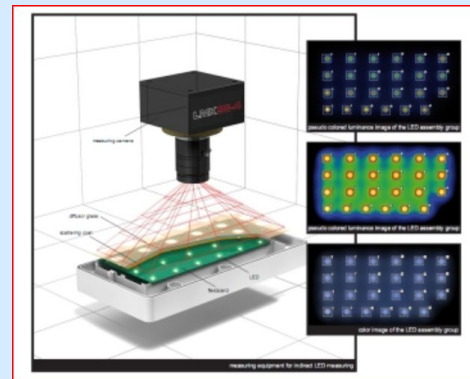 LMK
measuring camera
diffusor glass
scattering cope
LED
flexboard
measuring equipment for indirect LED measuring
pseudo colored luminance image of the LED assembly group
pseudo colored luminance image of the LED assembly group
color image of the LED assembly group